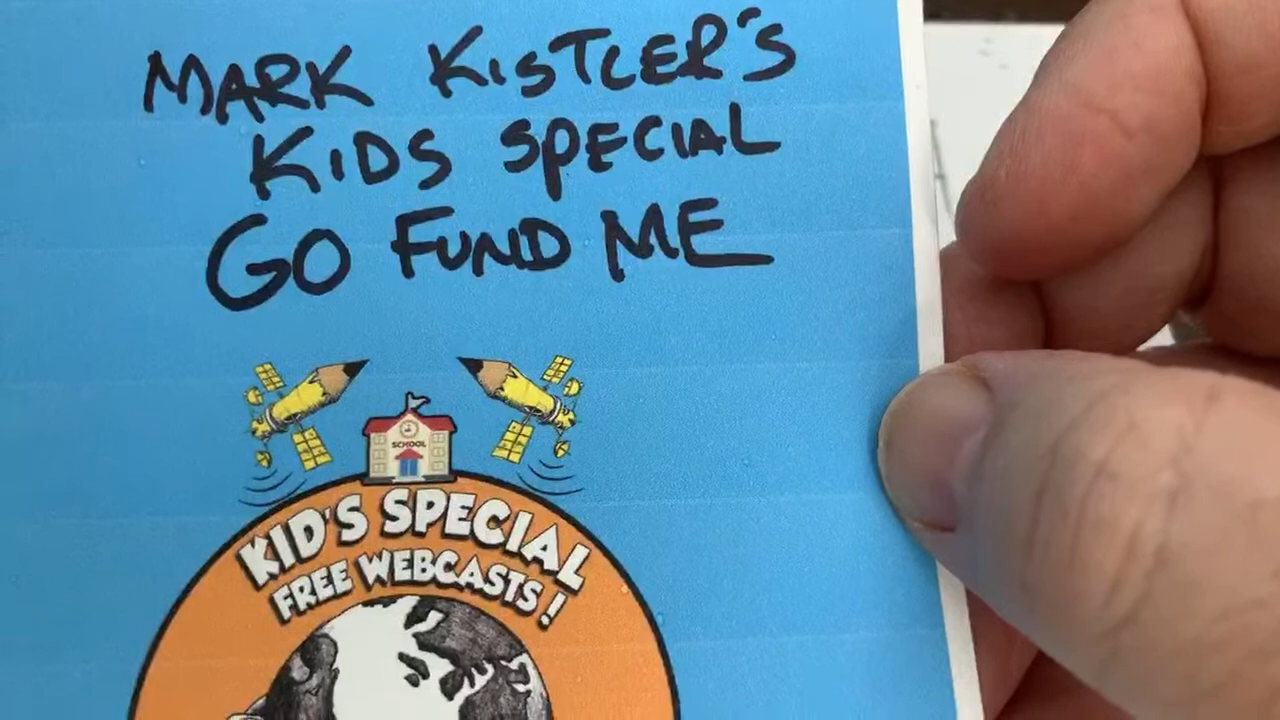 MARK KISTLER'S
KIDS SPECIAL
GO FUND ME
SCHOOL
KID'S SPECIAL
FREE WEBCASTS!